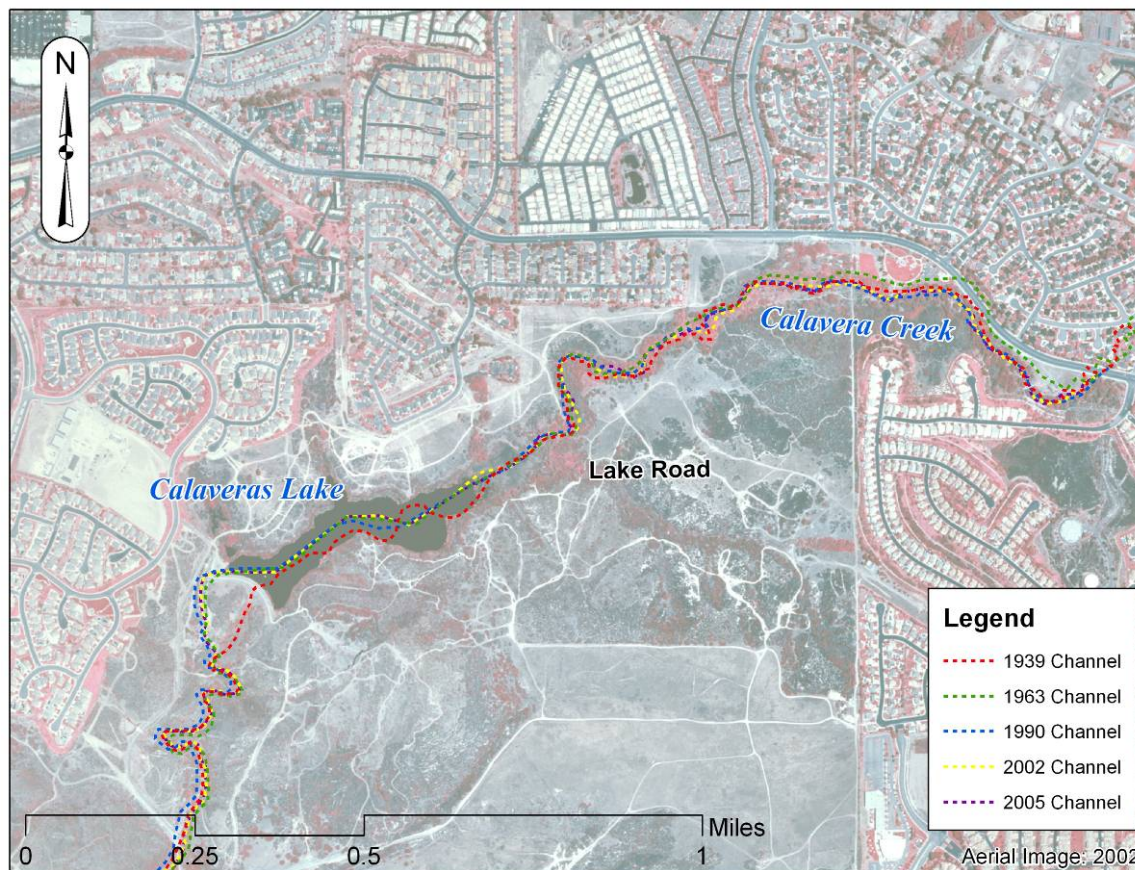 N
Calavera Creek
Lake Road
Calaveras Lake
Legend
1939 Channel
1963 Channel
1990 Channel
2002 Channel
2005 Channel
Miles
0 0.25 0.5 1
Aerial Image: 2002